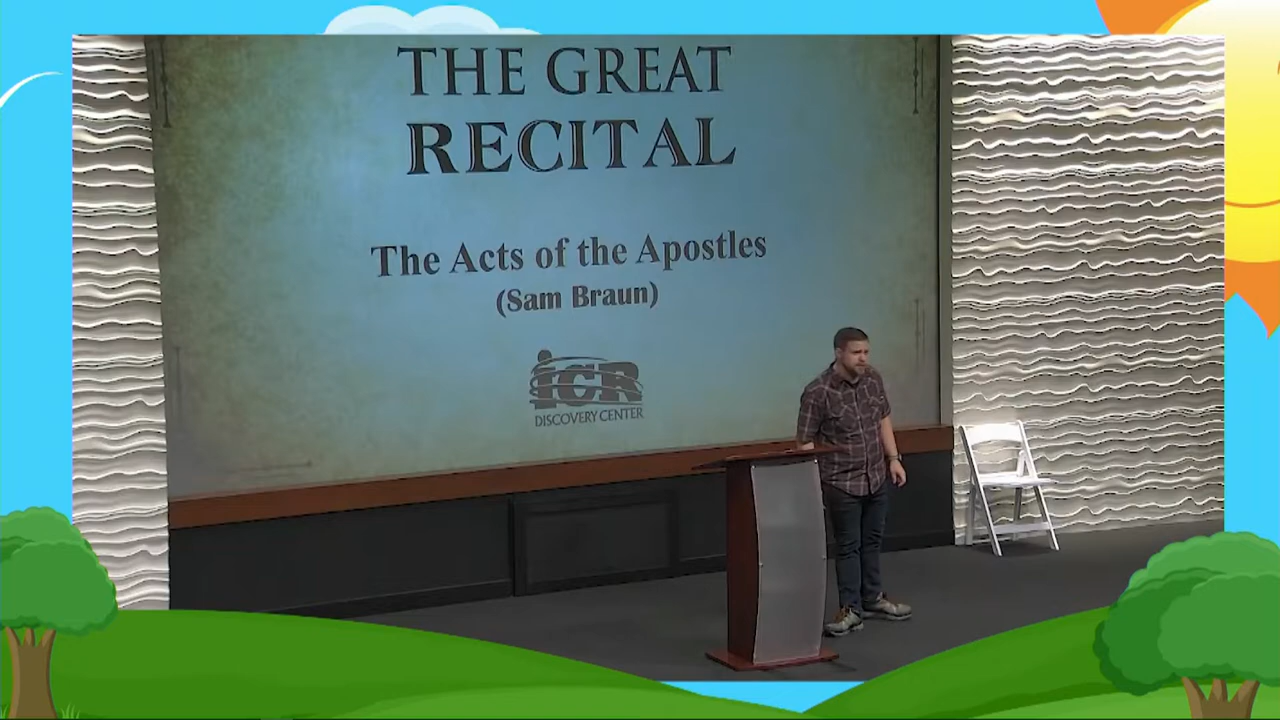 THE GREAT
RECITAL
The Acts of the Apostles
(Sam Braun)
iCR
DISCOVERY CENTER